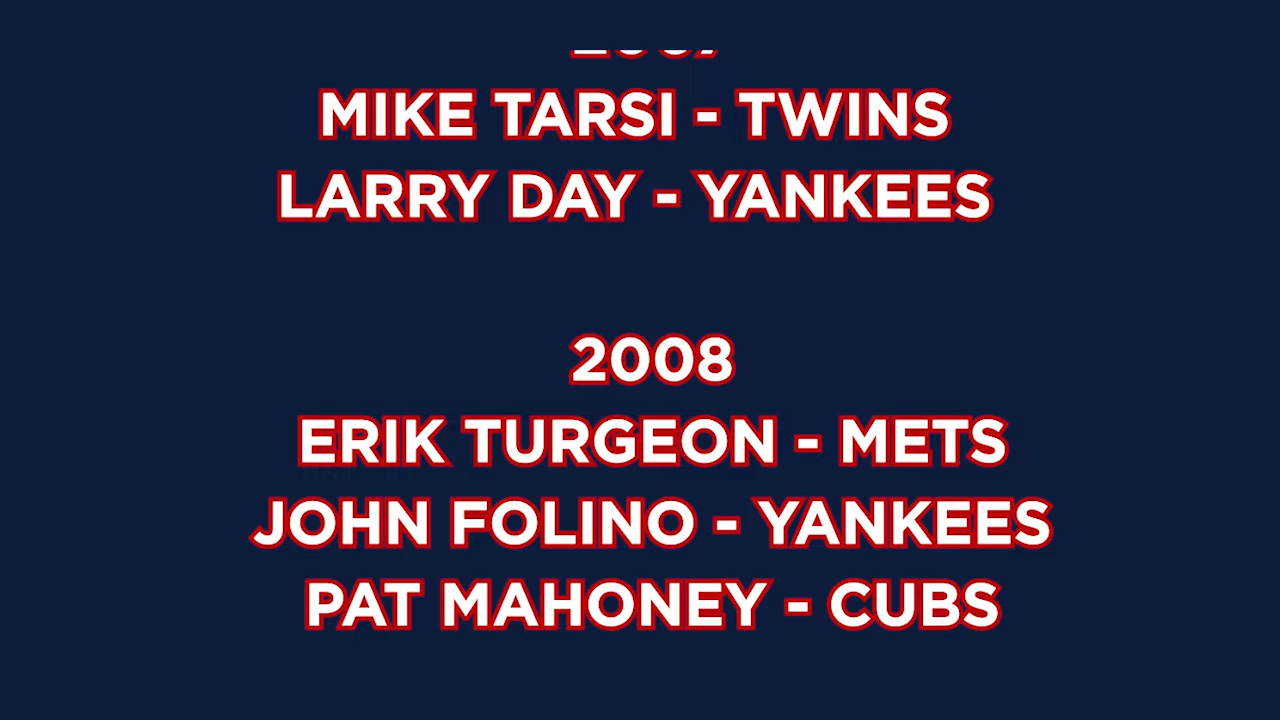 MIKE TARSI - TWINS
LARRY DAY - YANKEES
2008
ERIK TURGEON - METS
JOHN FOLINO - YANKEES
PAT MAHONEY - CUBS